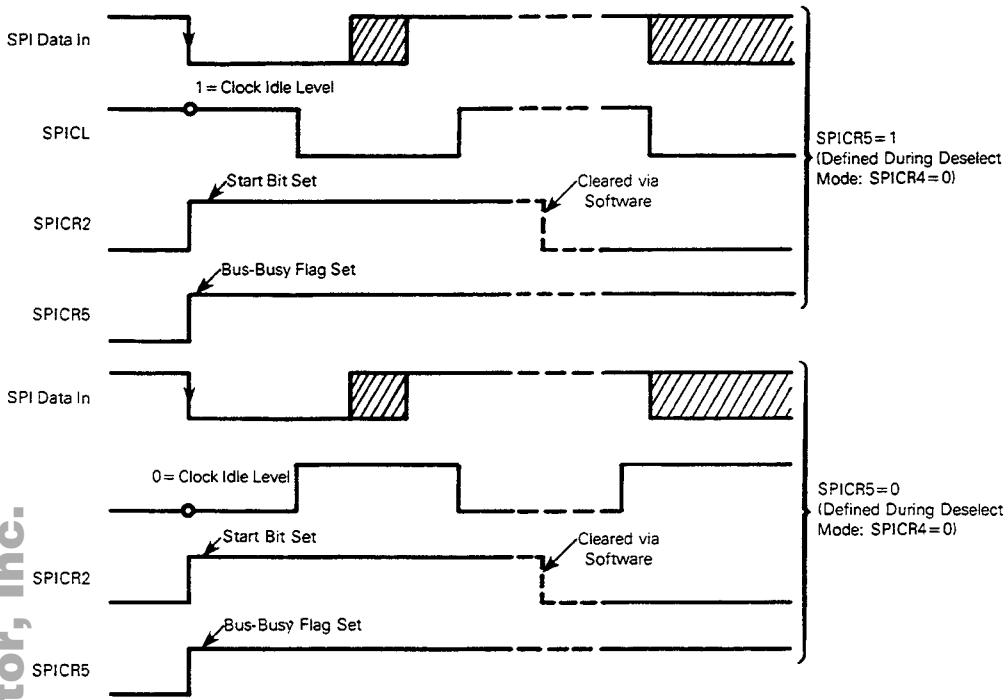 SPI Data In
1 = Clock Idle Level
SPICL
SPICR5 = 1
(Defined During Deselect
Mode: SPICR4 = 0)
Start Bit Set
Cleared via
Software
SPICR2
Bus-Busy Flag Set
SPICR5
SPI Data In
0 = Clock Idle Level
SPICR5 = 0
(Defined During Deselect
Mode: SPICR4 = 0)
Start Bit Set
Cleared via
Software
SPICR2
Bus-Busy Flag Set
SPICR5
tor, Inc.